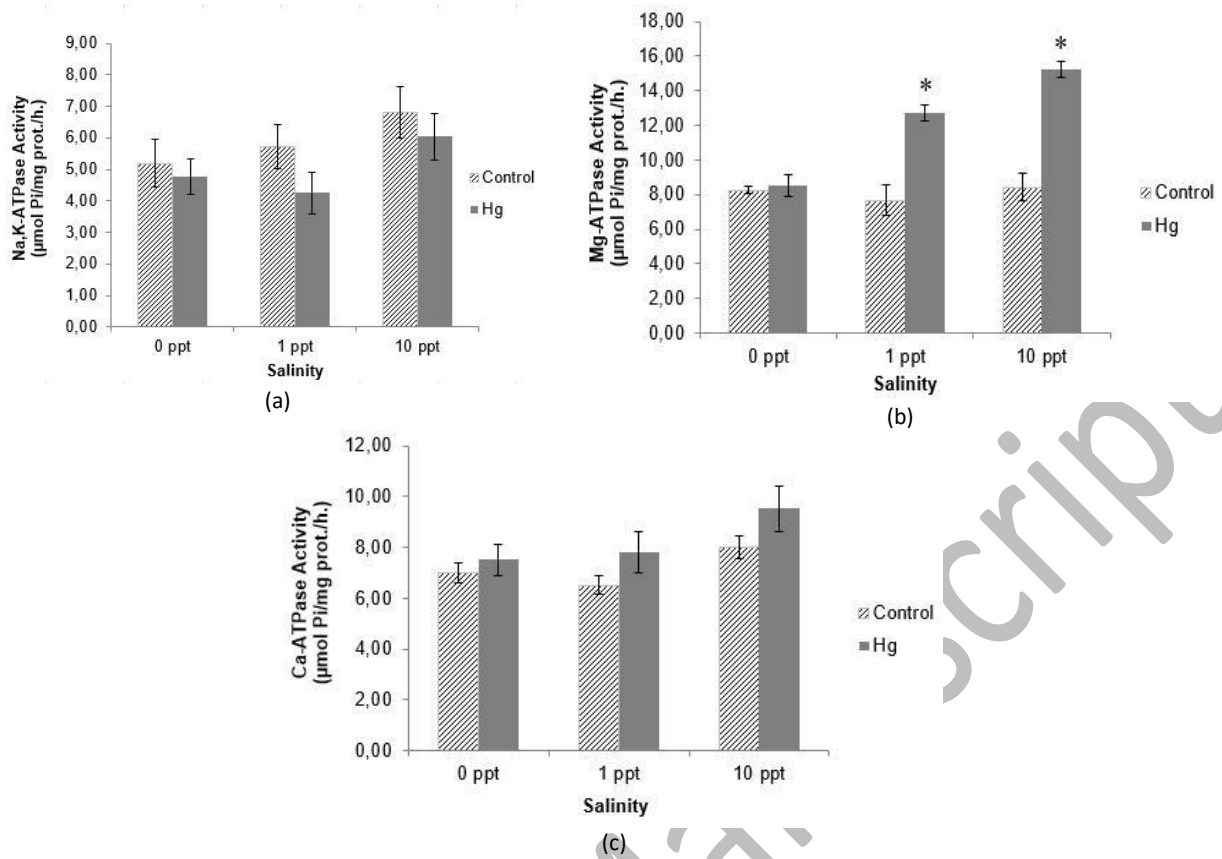 9,00
8,00
7,00
6,00
5,00
4,00
3,00
2,00
1,00
0,00
Na,K-ATPase Activity
(µmol Pi/mg prot./h.)
0 ppt 1 ppt 10 ppt
Salinity
Control
Hg
(a)
18,00
16,00
14,00
12,00
10,00
8,00
6,00
4,00
2,00
0,00
Mg-ATPase Activity
(µmol Pi/mg prot./h.)
*
*
0 ppt 1 ppt 10 ppt
Salinity
Control
Hg
(b)
12,00
10,00
8,00
6,00
4,00
2,00
0,00
Ca-ATPase Activity
(µmol Pi/mg prot./h.)
0 ppt 1 ppt 10 ppt
Salinity
Control
Hg
(c)